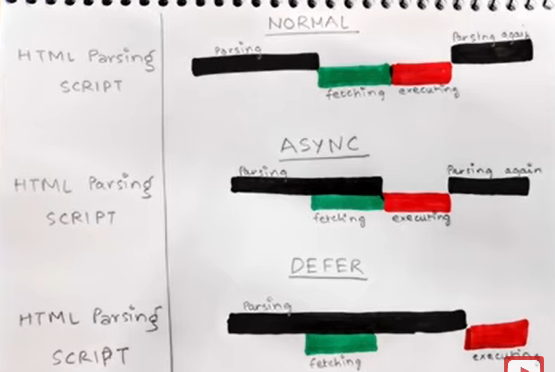 NORMAL
Parsing
Parsing again
HTML Parsing
SCRIPT
fetching
executing
ASYNC
Parsing
Parsing again
HTML Parsing
SCRIPT
fetching
executing
DEFER
Parsing
HTML Parsing
SCRIPT
fetching
executing